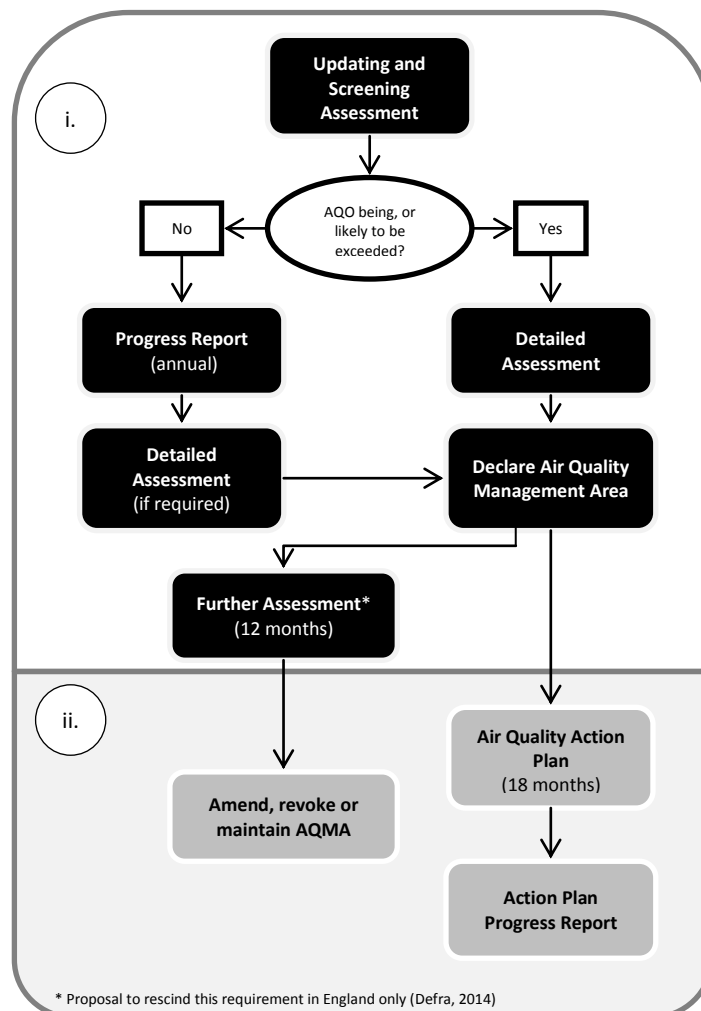 Updating and
Screening
Assessment
i.
AQO being, or
likely to be
exceeded?
No
Yes
Progress Report
(annual)
Detailed
Assessment
Detailed
Assessment
(if required)
Declare Air Quality
Management Area
Further Assessment*
(12 months)
ii.
Air Quality Action
Plan
(18 months)
Amend, revoke or
maintain AQMA
Action Plan
Progress Report
* Proposal to rescind this requirement in England only (Defra, 2014)